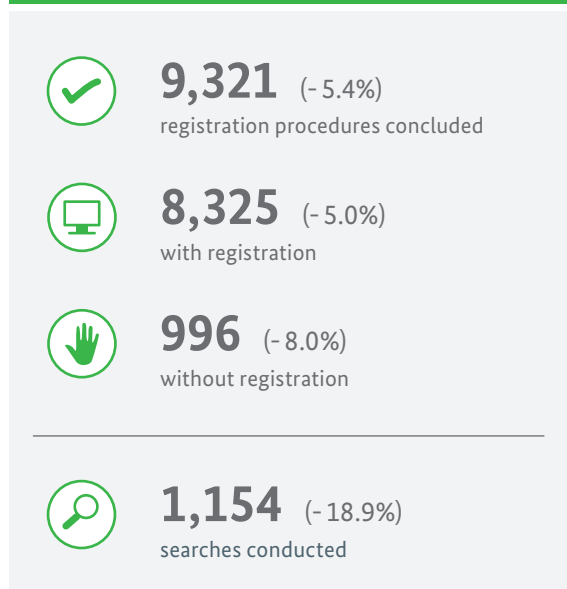 9,321 (- 5.4%)
registration procedures concluded
8,325 (- 5.0%)
with registration
996 (- 8.0%)
without registration
1,154 (- 18.9%)
searches conducted